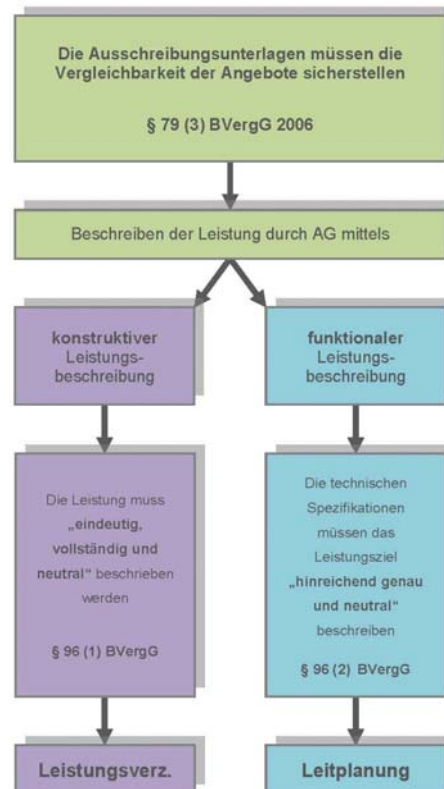 Die Ausschreibungsunterlagen müssen die
Vergleichbarkeit der Angebote sicherstellen
§ 79 (3) BVergG 2006
Beschreiben der Leistung durch AG mittels
konstruktiver
Leistungs-
beschreibung
funktionaler
Leistungs-
beschreibung
Die Leistung muss
„eindeutig,
vollständig und
neutral“ beschrieben
werden
§ 96 (1) BVergG
Die technischen
Spezifikationen
müssen das
Leistungsziel
„hinreichend genau
und neutral“
beschreiben
§ 96 (2) BVergG
Leistungsverz.
Leitplanung